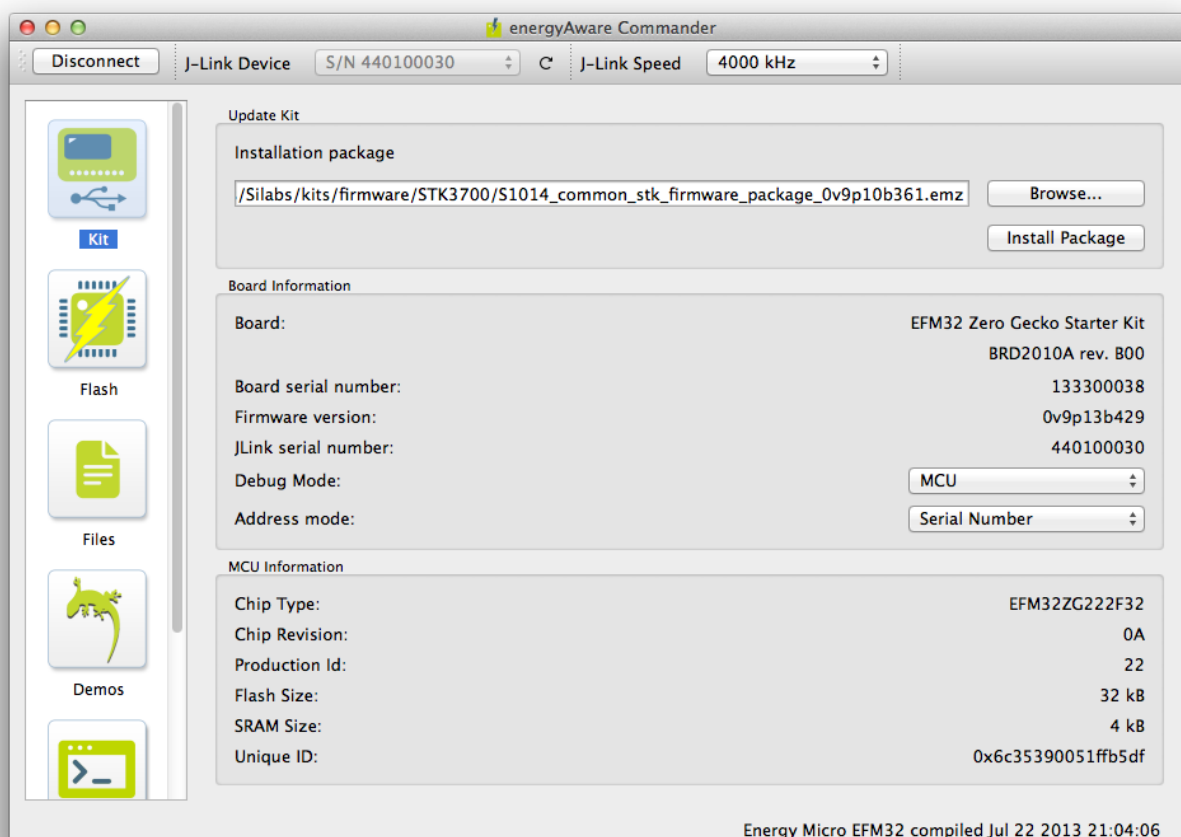 energyAware Commander
Disconnect J-Link Device S/N 440100030 J-Link Speed 4000 kHz
Update Kit
Installation package
/Silabs/kits/firmware/STK3700/S1014_common_stk_firmware_package_0v9p10b361.emz Browse...
Install Package
Kit
Board Information
Board: EFM32 Zero Gecko Starter Kit
BRD2010A rev. B00
Board serial number: 133300038
Firmware version: 0v9p13b429
JLink serial number: 440100030
Debug Mode: MCU
Address mode: Serial Number
Flash
Files
Demos
MCU Information
Chip Type: EFM32ZG222F32
Chip Revision: 0A
Production Id: 22
Flash Size: 32 kB
SRAM Size: 4 kB
Unique ID: 0x6c35390051ffb5df
Energy Micro EFM32 compiled Jul 22 2013 21:04:06